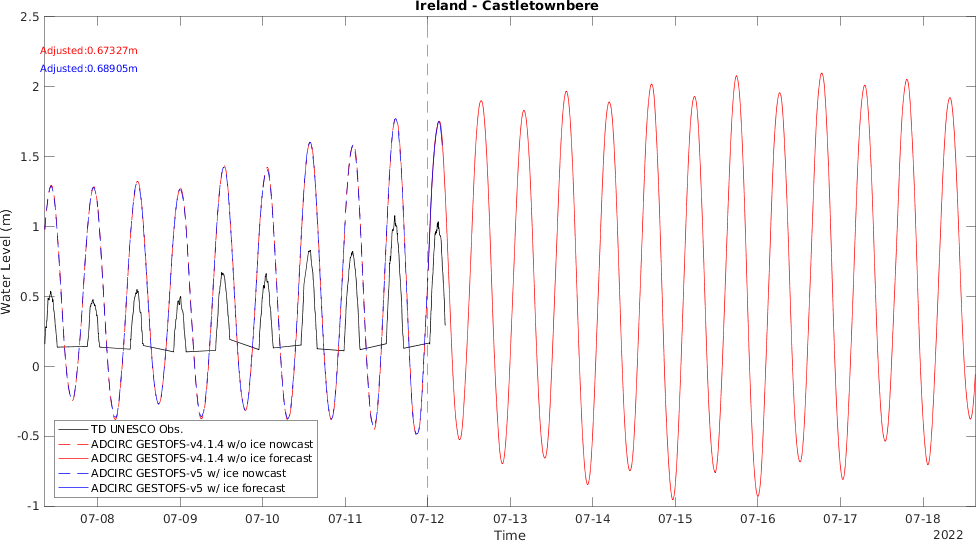 Ireland - Castletownbere
2.5
Adjusted:0.67327m
Adjusted:0.68905m
2
1.5
1
0.5
0
-0.5
-1
Water Level (m)
TD UNESCO Obs.
ADCIRC GESTOFS-v4.1.4 w/o ice nowcast
ADCIRC GESTOFS-v4.1.4 w/o ice forecast
ADCIRC GESTOFS-v5 w/ ice nowcast
ADCIRC GESTOFS-v5 w/ ice forecast
07-08 07-09 07-10 07-11 07-12 07-13 07-14 07-15 07-16 07-17 07-18
Time
2022